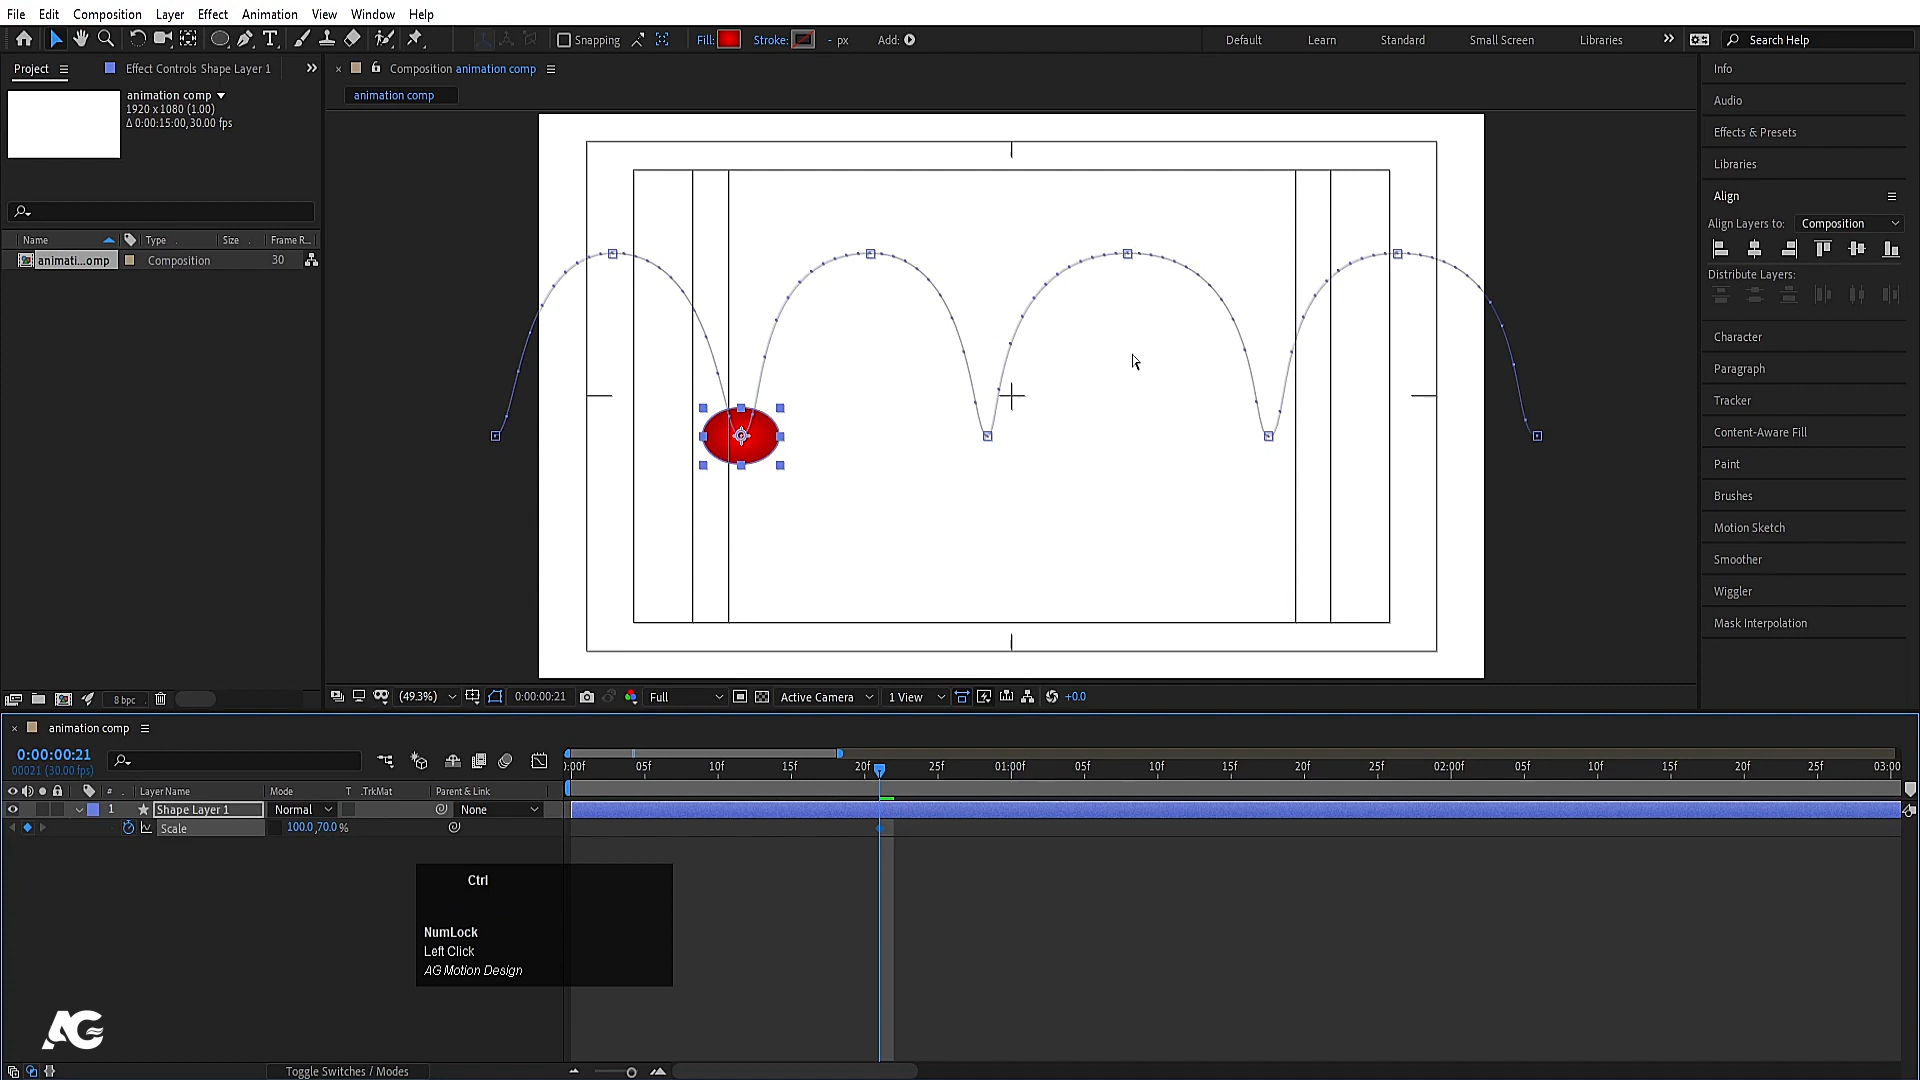 File Edit Composition Layer Effect Animation View Window Help
Snapping Fill: Stroke: - px Add: Default Learn Standard Small Screen Libraries Search Help
Project Effect Controls Shape Layer 1 Composition animation comp Info
animation comp
1920 x 1080 (1.00)
Δ 0:00:15:00, 30.00 fps
animation comp
Audio
Effects & Presets
Libraries
Align
Align Layers to: Composition
Distribute Layers:
Character
Paragraph
Tracker
Content-Aware Fill
Paint
Brushes
Motion Sketch
Smoother
Wiggler
Mask Interpolation
Name Type Size Frame R...
animati...omp Composition 30
8 bpc
(49.3%) 0:00:00:21 Full Active Camera 1 View +0.0
animation comp
0:00:00:21
00021 (30.00 fps)
:00f 05f 10f 15f 20f 25f 01:00f 05f 10f 15f 20f 25f 02:00f 05f 10f 15f 20f 25f 03:00
# Layer Name Mode T .TrkMat Parent & Link
1 Shape Layer 1 Normal None
Scale 100.0,70.0%
Ctrl
NumLock
Left Click
AG Motion Design
AG
Toggle Switches / Modes